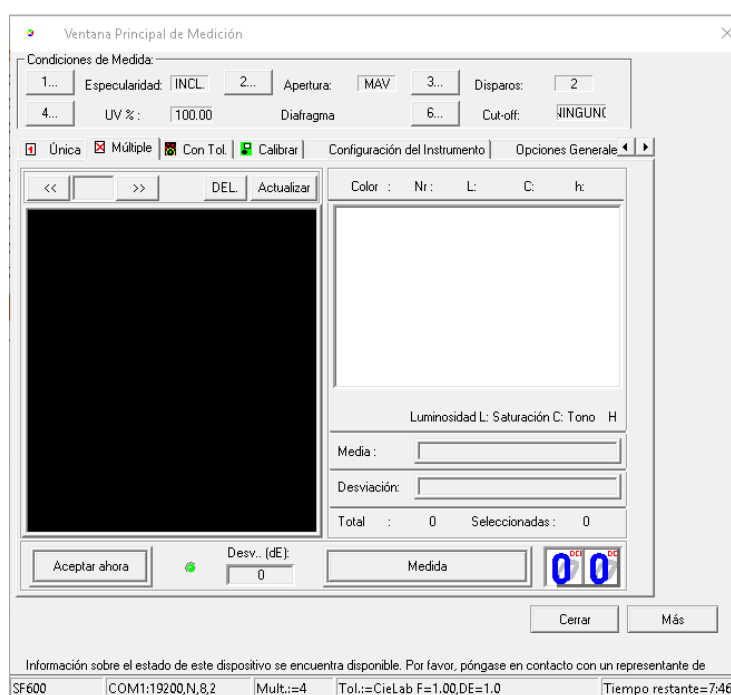 Ventana Principal de Medición
Condiciones de Medida:
1... Especularidad: INCL. 2... Apertura: MAV 3... Disparos: 2
4... UV % : 100.00 Diafragma 6... Cut-off: NINGUNO
1 Única Múltiple Con Tol. Calibrar Configuración del Instrumento Opciones Generale
<< >> DEL. Actualizar
Color : Nr : L: C: h:
Luminosidad L: Saturación C: Tono H
Media :
Desviación:
Total : 0 Seleccionadas : 0
Aceptar ahora Desv.. (dE): 0 Medida 0 0
Cerrar Más
Información sobre el estado de este dispositivo se encuentra disponible. Por favor, póngase en contacto con un representante de
SF600 COM1:19200,N,8,2 Mult.:=4 Tol.:=CieLab F=1.00,DE=1.0 Tiempo restante=7:46